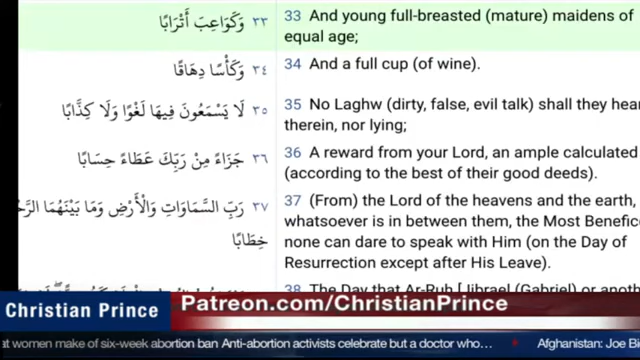 وَكَوَاعِبَ أَتْرَابًا ٣٣
33 And young full-breasted (mature) maidens of
equal age;
وَكَأْسًا دِهَاقًا ٣٤
34 And a full cup (of wine).
لَا يَسْمَعُونَ فِيهَا لَغْوًا وَلَا كِذَّابًا ٣٥
35 No Laghw (dirty, false, evil talk) shall they hear
therein, nor lying;
جَزَاءً مِنْ رَبِّكَ عَطَاءً حِسَابًا ٣٦
36 A reward from your Lord, an ample calculated
(according to the best of their good deeds).
رَبِّ السَّمَاوَاتِ وَالْأَرْضِ وَمَا بَيْنَهُمَا ٣٧
خِطَابًا
37 (From) the Lord of the heavens and the earth,
whatsoever is in between them, the Most
none can dare to speak with Him (on the Day of
Resurrection except after His Leave).
38 The Day that Ar-Ruh [Jibrael (Gabriel) or
Christian Prince
Patreon.com/ChristianPrince
at women make of six-week abortion ban Anti-abortion activists celebrate but a doctor who... Afghanistan: Joe